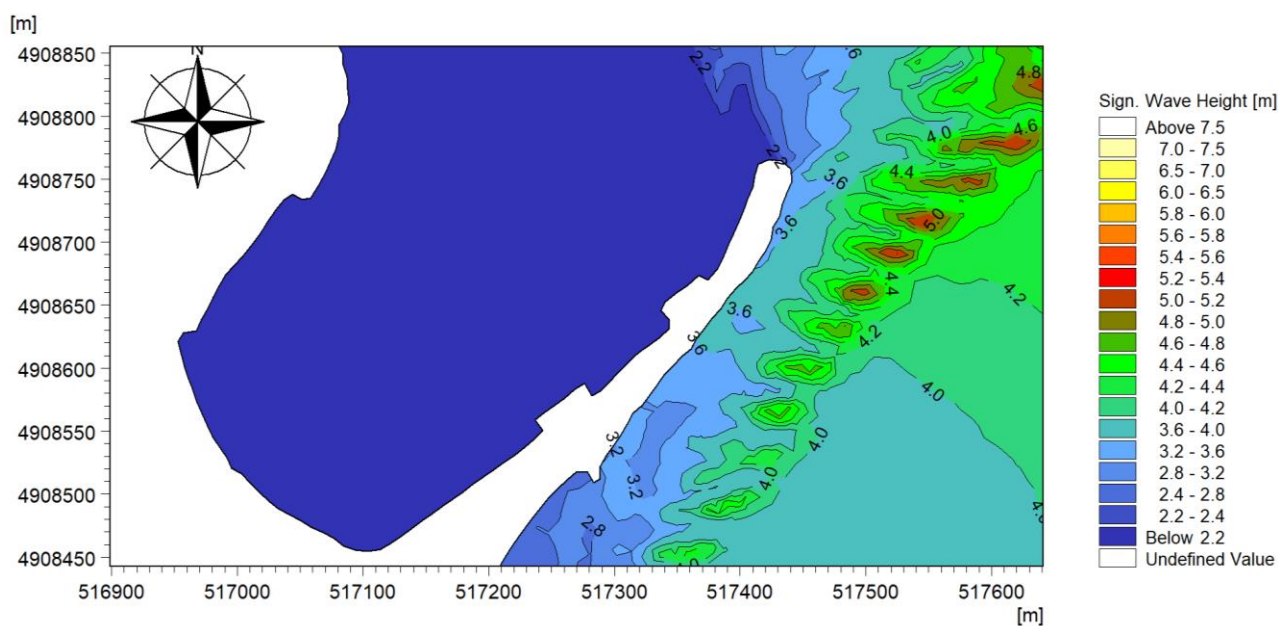 [m]
4908850
4908800
4908750
4908700
4908650
4908600
4908550
4908500
4908450
516900 517000 517100 517200 517300 517400 517500 517600
[m]
2.2
3.6
4.8
4.0
4.6
2.2
3.6
4.4
5.0
3.6
4.4
4.2
3.6
4.2
3.6
4.0
3.2
4.0
3.2
4.0
2.8
4.0
Sign. Wave Height [m]
Above 7.5
7.0 - 7.5
6.5 - 7.0
6.0 - 6.5
5.8 - 6.0
5.6 - 5.8
5.4 - 5.6
5.2 - 5.4
5.0 - 5.2
4.8 - 5.0
4.6 - 4.8
4.4 - 4.6
4.2 - 4.4
4.0 - 4.2
3.6 - 4.0
3.2 - 3.6
2.8 - 3.2
2.4 - 2.8
2.2 - 2.4
Below 2.2
Undefined Value